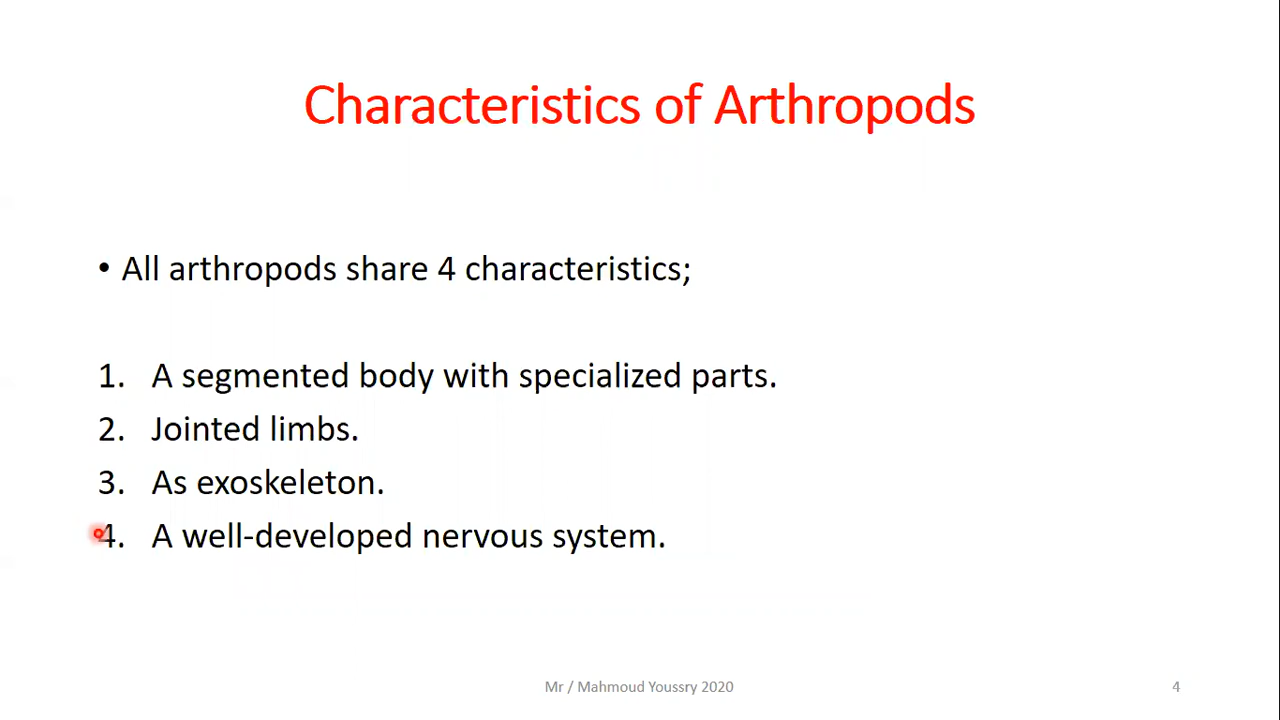 Characteristics of Arthropods
• All arthropods share 4 characteristics;
1. A segmented body with specialized parts.
2. Jointed limbs.
3. As exoskeleton.
4. A well-developed nervous system.
Mr / Mahmoud Youssry 2020
4